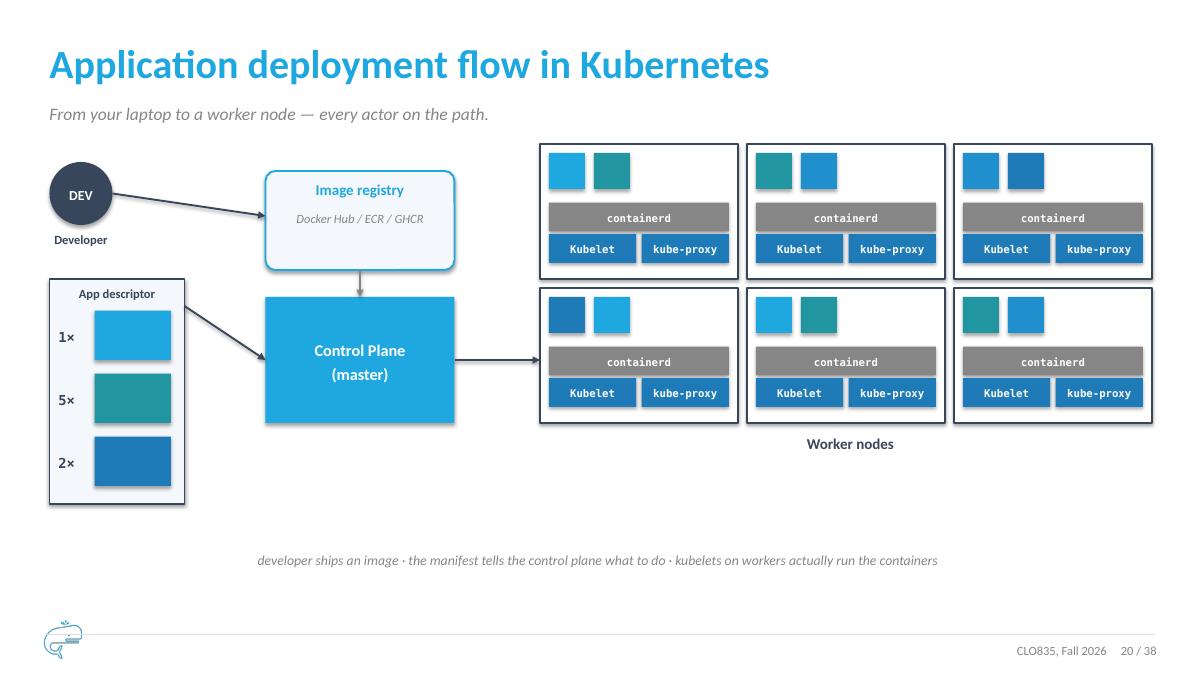 Application deployment flow in Kubernetes
From your laptop to a worker node — every actor on the path.
DEV
Developer
Image registry
Docker Hub / ECR / GHCR
App descriptor
1×
5×
2×
Control Plane
(master)
containerd
Kubelet
kube-proxy
containerd
Kubelet
kube-proxy
containerd
Kubelet
kube-proxy
containerd
Kubelet
kube-proxy
containerd
Kubelet
kube-proxy
containerd
Kubelet
kube-proxy
Worker nodes
developer ships an image · the manifest tells the control plane what to do · kubelets on workers actually run the containers
CLO835, Fall 2026 20 / 38